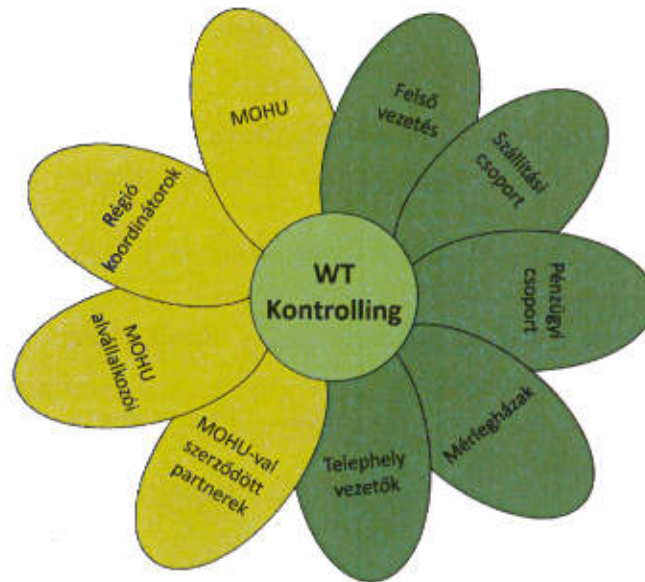 MOHU
Felső
vezetés
Szállítási
csoport
Pénzügyi
csoport
Mérlegházak
Telephely
vezetők
MOHU-val
szerződött
partnerek
MOHU
alvállalkozói
Régió
koordinátorok
WT
Kontrolling